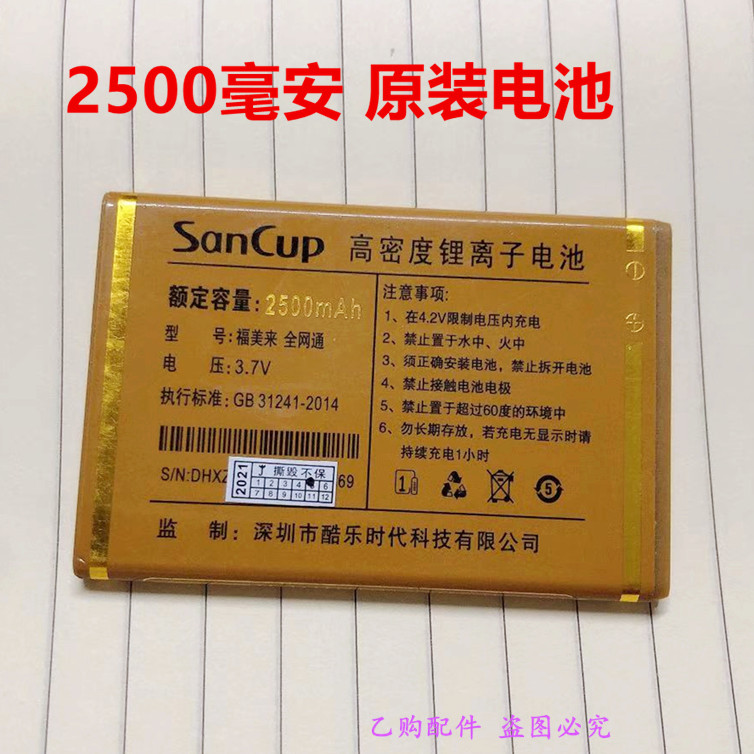 2500毫安 原装电池
SanCup 高密度锂离子电池
额定容量:2500mAh
型 号:福美来 全网通
电 压:3.7V
执行标准:GB 31241-2014
S/N:DHXZ
69
2021
撕毁不保
1 2 3 4 6
7 8 9 10 11 12
注意事项:
1、在4.2V限制电压内充电
2、禁止置于水中、火中
3、须正确安装电池,禁止拆开电池
4、禁止接触电池电极
5、禁止置于超过60度的环境中
6、勿长期存放,若充电无显示时请
持续充电1小时
1
5
监 制:深圳市酷乐时代科技有限公司
乙购配件 盗图必究